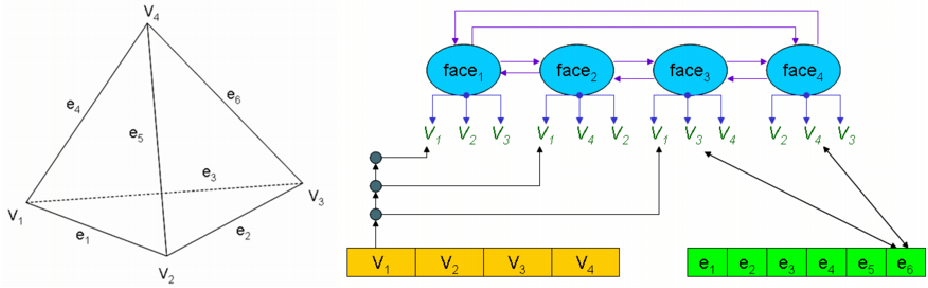 V4
e4
e6
e5
e3
V1
V3
e1
e2
V2
face1 face2 face3 face4
V1 V2 V3 V1 V4 V2 V1 V3 V4 V2 V4 V3
V1 V2 V3 V4
e1 e2 e3 e4 e5 e6